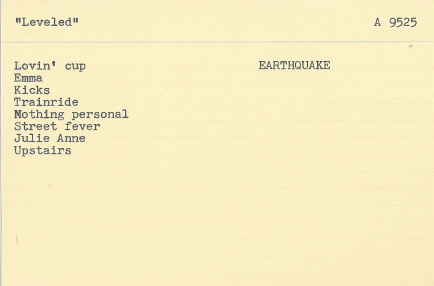 "Leveled" A 9525
Lovin' cup EARTHQUAKE
Emma
Kicks
Trainride
Nothing personal
Street fever
Julie Anne
Upstairs